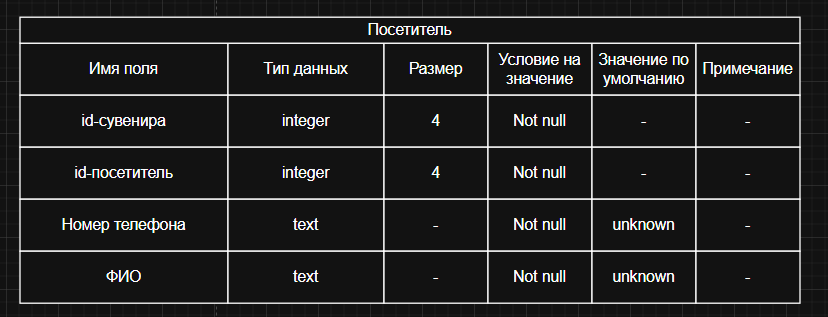 Посетитель
Имя поля Тип данных Размер Условие на значение Значение по умолчанию Примечание
id-сувенира integer 4 Not null - -
id-посетитель integer 4 Not null - -
Номер телефона text - Not null unknown -
ФИО text - Not null unknown -